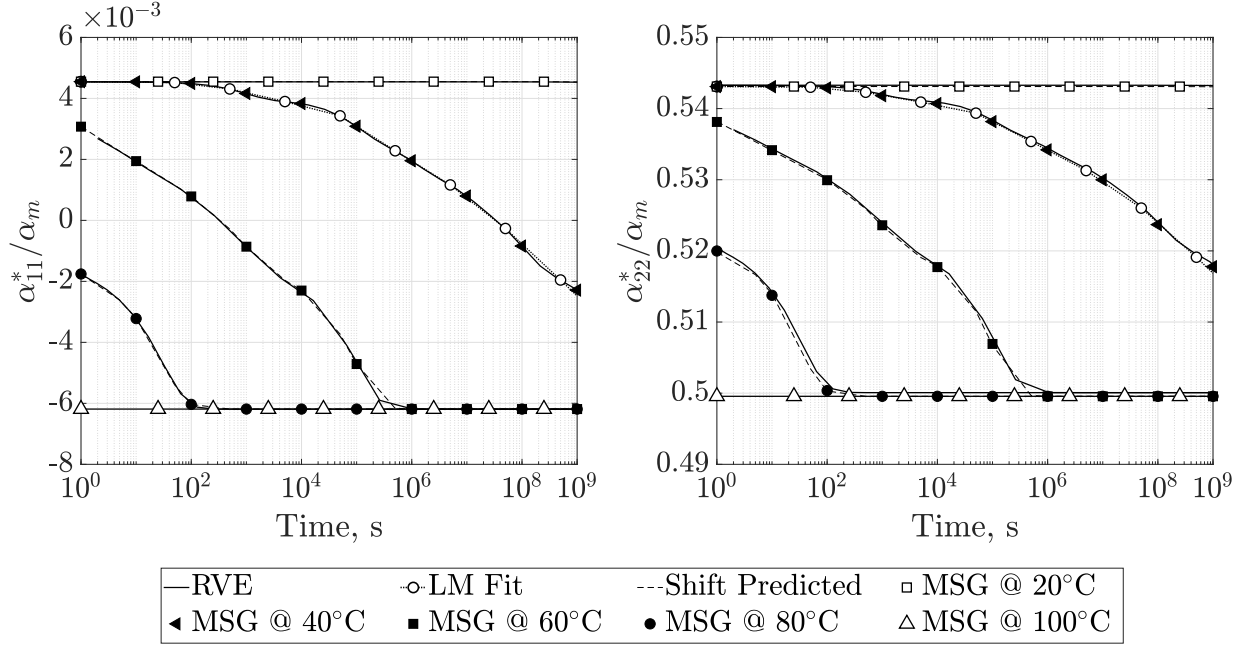 ×10⁻³
6
4
2
0
-2
-4
-6
-8
α*₁₁/αₘ
10⁰ 10² 10⁴ 10⁶ 10⁸ 10⁹
Time, s
0.55
0.54
0.53
0.52
0.51
0.5
0.49
α*₂₂/αₘ
10⁰ 10² 10⁴ 10⁶ 10⁸ 10⁹
Time, s
RVE LM Fit Shift Predicted MSG @ 20°C
MSG @ 40°C MSG @ 60°C MSG @ 80°C MSG @ 100°C